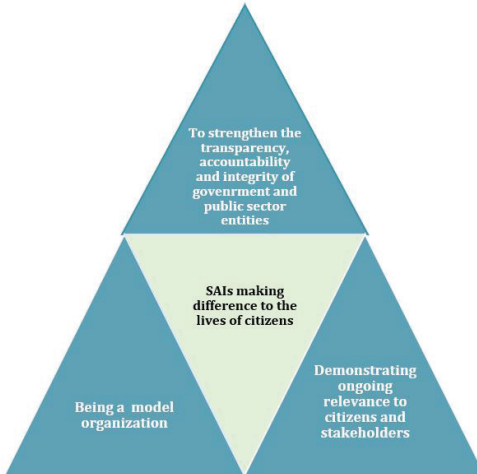 To strengthen the
transparency,
accountability
and integrity of
govenrment and
public sector
entities
SAIs making
difference to the
lives of citizens
Being a model
organization
Demonstrating
ongoing
relevance to
citizens and
stakeholders